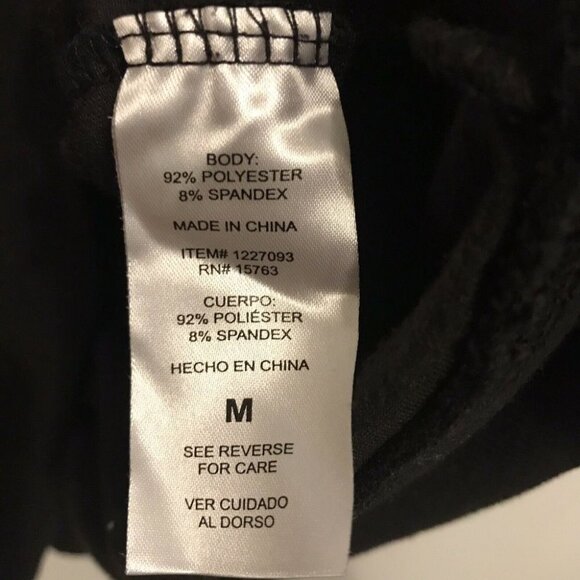 BODY:
92% POLYESTER
8% SPANDEX
MADE IN CHINA
ITEM# 1227093
RN# 15763
CUERPO:
92% POLIÉSTER
8% SPANDEX
HECHO EN CHINA
M
SEE REVERSE
FOR CARE
VER CUIDADO
AL DORSO